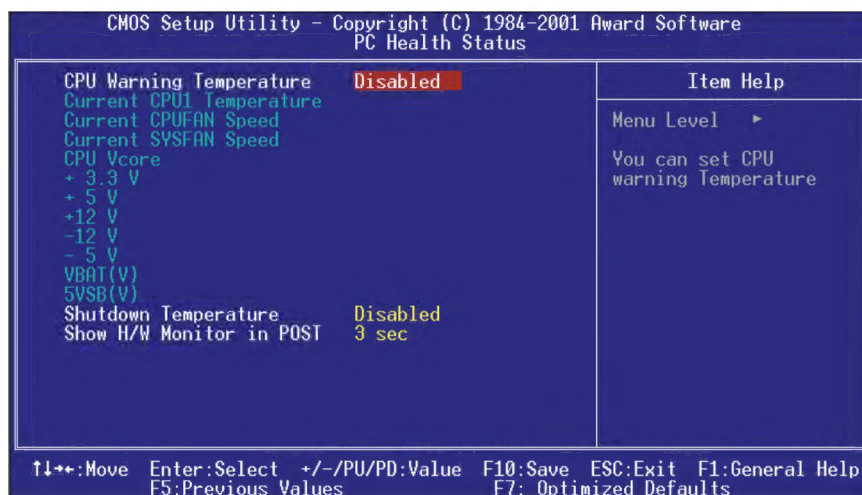 CMOS Setup Utility – Copyright (C) 1984-2001 Award Software
PC Health Status
CPU Warning Temperature Disabled
Current CPU1 Temperature
Current CPUFAN Speed
Current SYSFAN Speed
CPU Vcore
+ 3.3 V
+ 5 V
+12 V
-12 V
- 5 V
VBAT(V)
5VSB(V)
Shutdown Temperature Disabled
Show H/W Monitor in POST 3 sec
Item Help
Menu Level ►
You can set CPU
warning Temperature
↑↓→←:Move Enter:Select +/-/PU/PD:Value F10:Save ESC:Exit F1:General Help
F5:Previous Values F7: Optimized Defaults